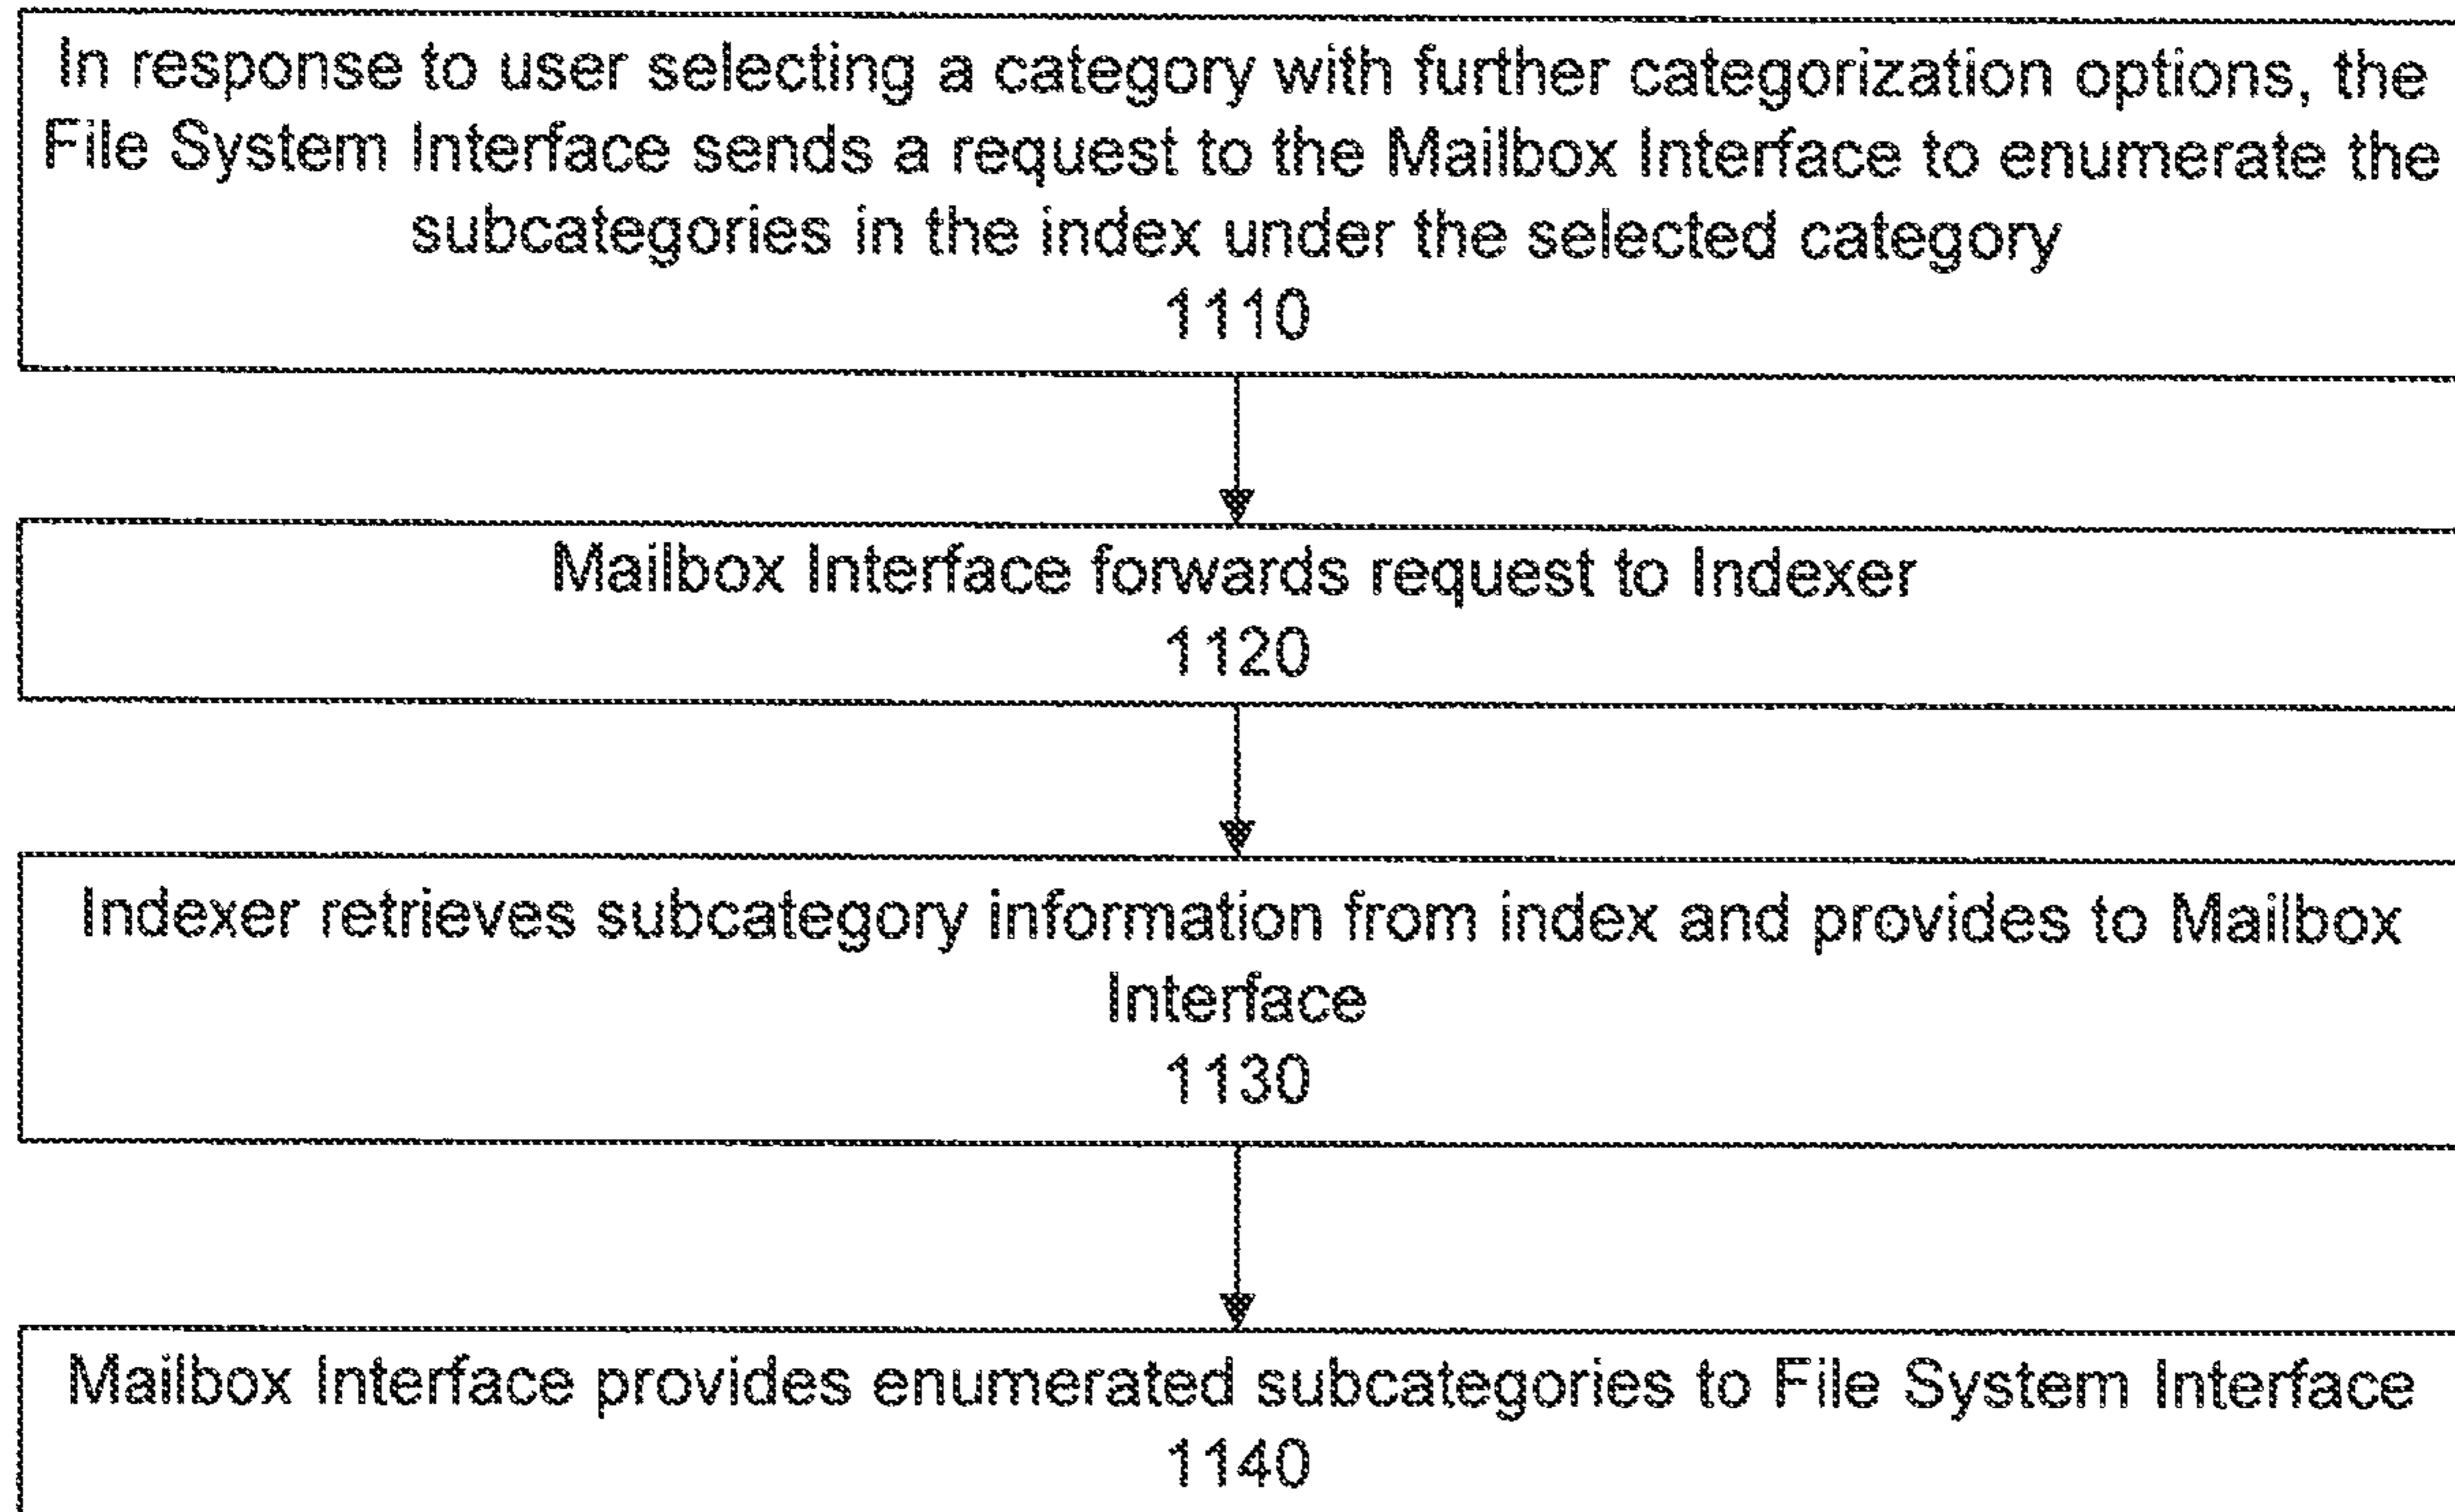 In response to user selecting a category with further categorization options, the
File System Interface sends a request to the Mailbox Interface to enumerate the
subcategories in the index under the selected category
1110
Mailbox Interface forwards request to Indexer
1120
Indexer retrieves subcategory information from index and provides to Mailbox
Interface
1130
Mailbox Interface provides enumerated subcategories to File System Interface
1140